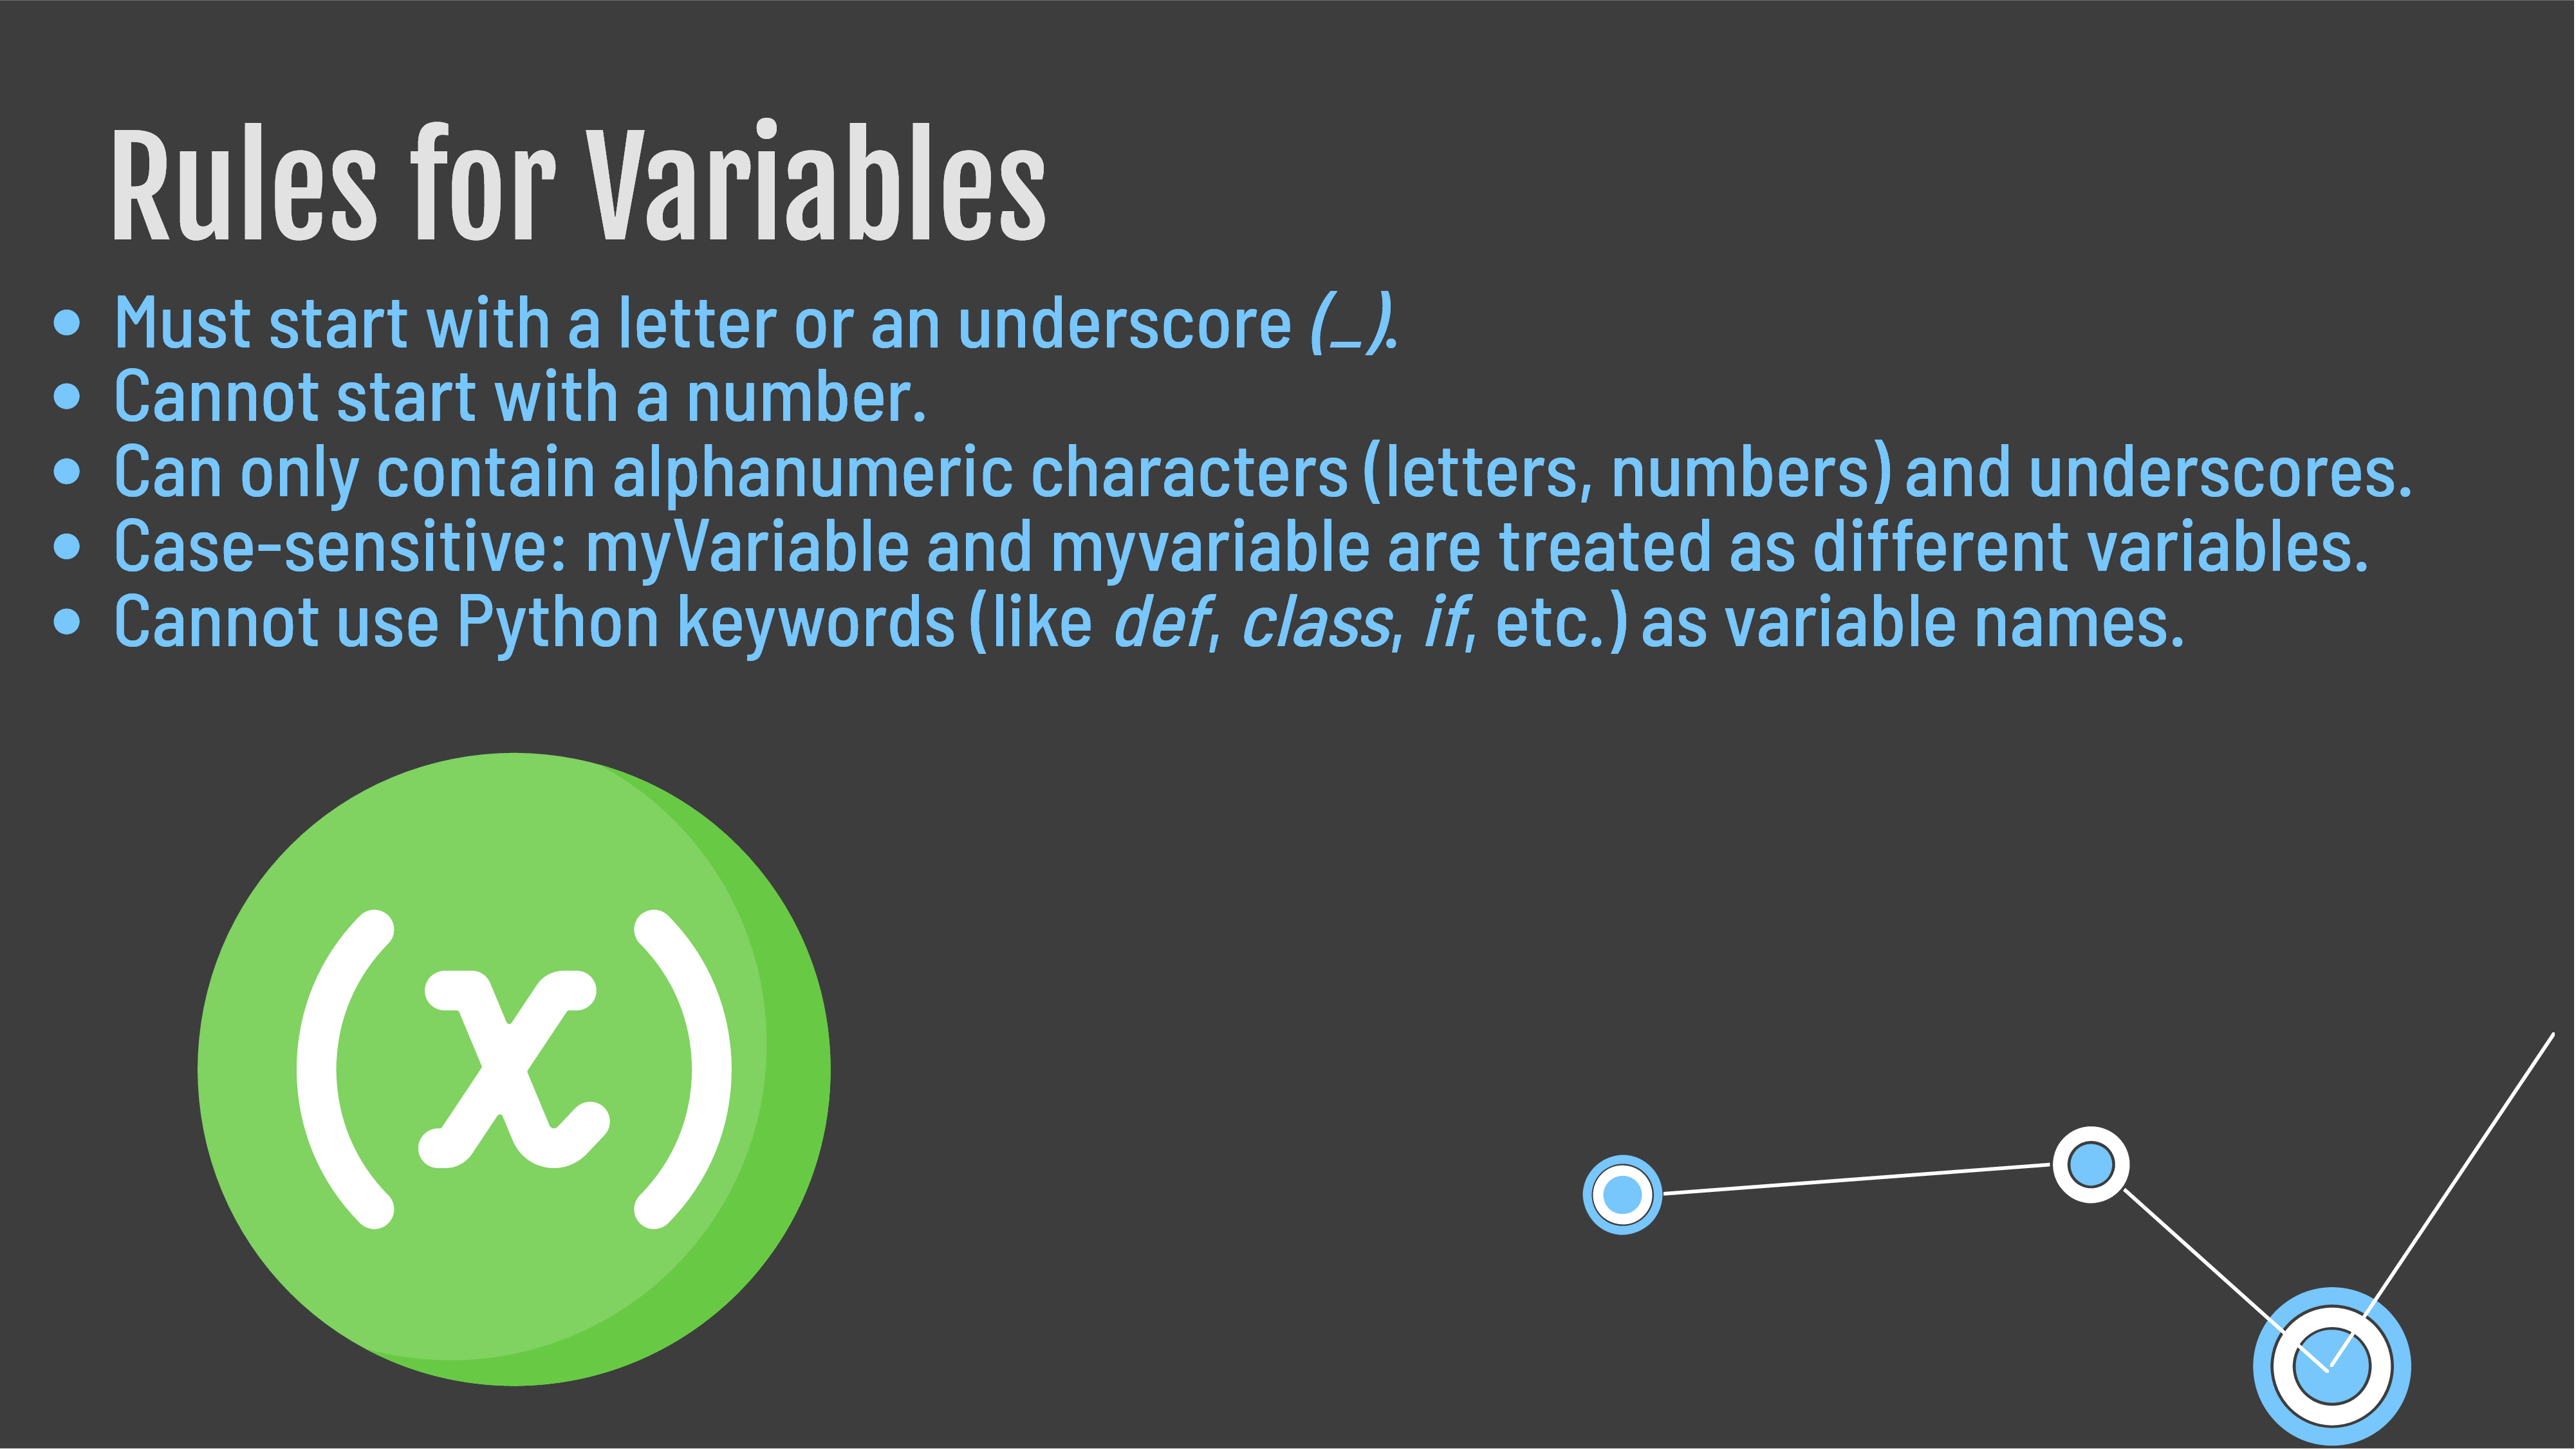 Rules for Variables
• Must start with a letter or an underscore (_).
• Cannot start with a number.
• Can only contain alphanumeric characters (letters, numbers) and underscores.
• Case-sensitive: myVariable and myvariable are treated as different variables.
• Cannot use Python keywords (like def, class, if, etc.) as variable names.
(x)